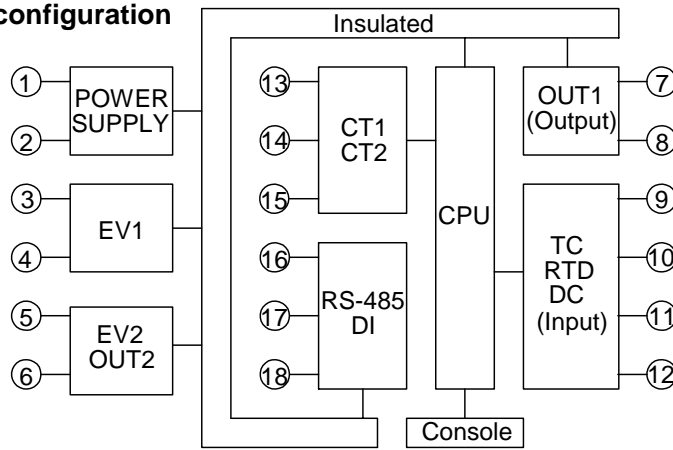 configuration
Insulated
1
2
POWER
SUPPLY
3
4
EV1
5
6
EV2
OUT2
13
14
15
CT1
CT2
16
17
18
RS-485
DI
CPU
Console
OUT1
(Output)
7
8
TC
RTD
DC
(Input)
9
10
11
12